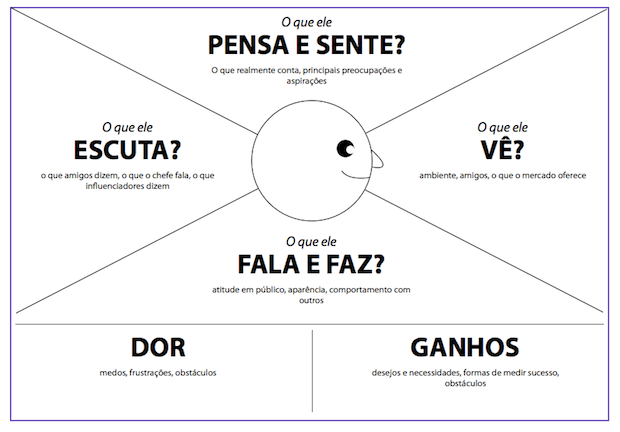 O que ele
PENSA E SENTE?
O que realmente conta, principais preocupações e
aspirações
O que ele
ESCUTA?
o que amigos dizem, o que o chefe fala, o que
influenciadores dizem
O que ele
VÊ?
ambiente, amigos, o que o mercado oferece
O que ele
FALA E FAZ?
atitude em público, aparência, comportamento com
outros
DOR
medos, frustrações, obstáculos
GANHOS
desejos e necessidades, formas de medir sucesso,
obstáculos